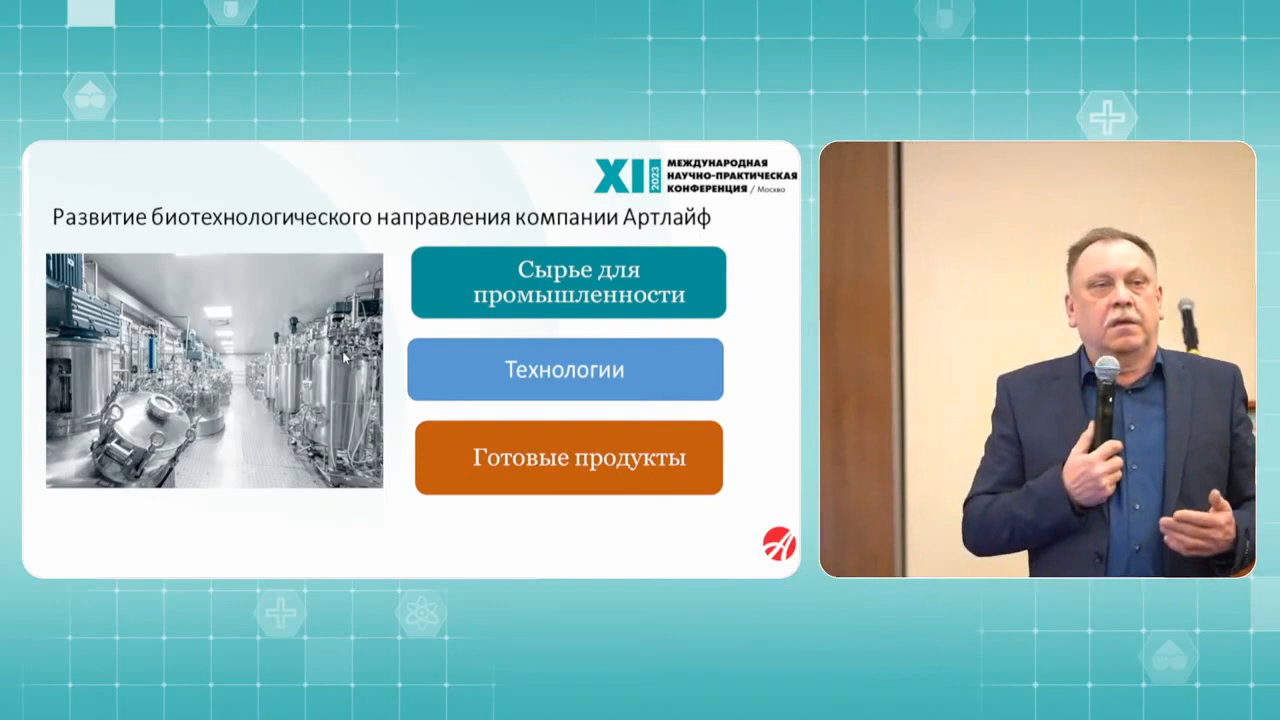 XII
2023
МЕЖДУНАРОДНАЯ
НАУЧНО-ПРАКТИЧЕСКАЯ
КОНФЕРЕНЦИЯ / Москва
Развитие биотехнологического направления компании Артлайф
Сырье для
промышленности
Технологии
Готовые продукты